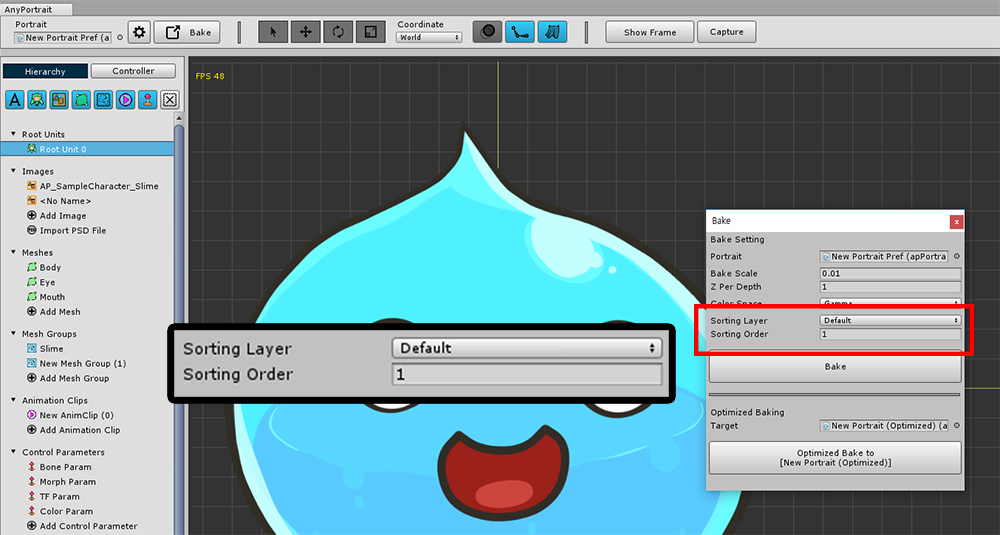 AnyPortrait
Portrait
New Portrait Pref (a
Bake
Coordinate
World
Show Frame
Capture
Hierarchy
Controller
A
FPS 48
Root Units
Root Unit 0
Images
AP_SampleCharacter_Slime
<No Name>
Add Image
Import PSD File
Meshes
Body
Eye
Mouth
Add Mesh
Mesh Groups
Slime
New Mesh Group (1)
Add Mesh Group
Animation Clips
New AnimClip (0)
Add Animation Clip
Control Parameters
Bone Param
Morph Param
TF Param
Color Param
Add Control Parameter
Sorting Layer Default
Sorting Order 1
Bake
x
Bake Setting
Portrait New Portrait Pref (apPortra
Bake Scale 0.01
Z Per Depth 1
Color Space Gamma
Sorting Layer Default
Sorting Order 1
Bake
Optimized Baking
Target New Portrait (Optimized) (a
Optimized Bake to
[New Portrait (Optimized)]